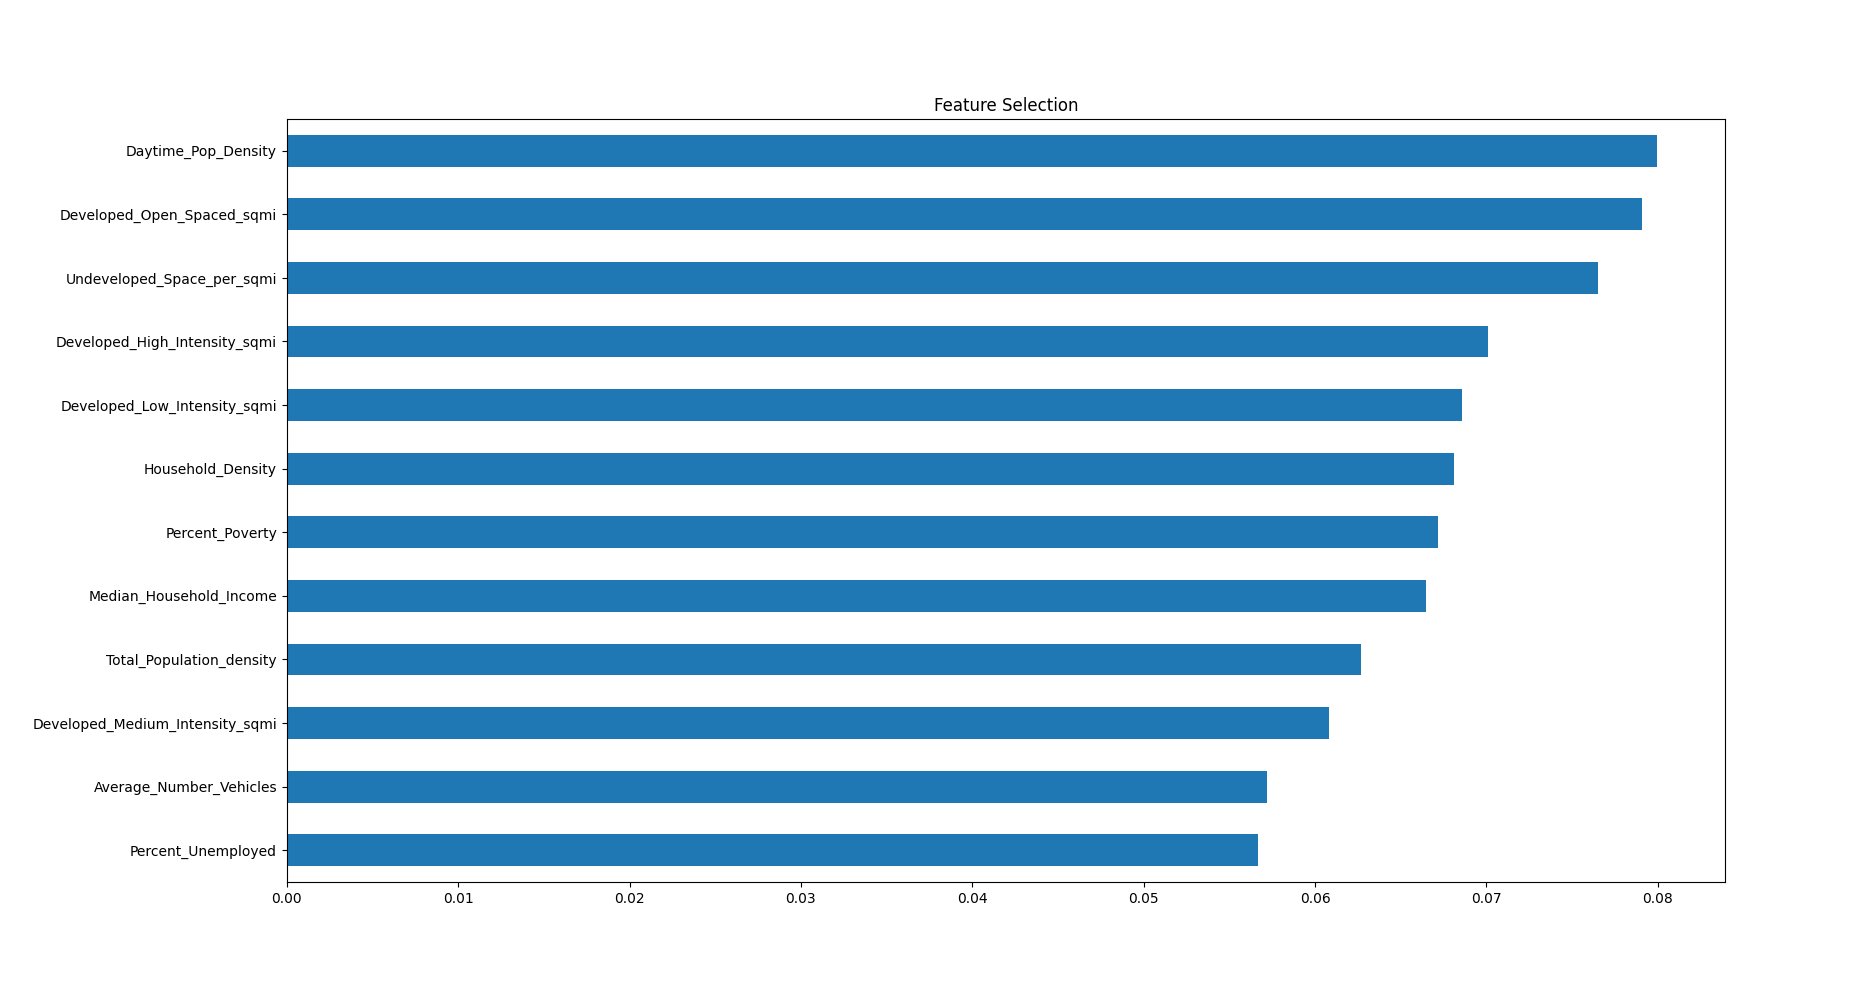 Feature Selection
Daytime_Pop_Density
Developed_Open_Spaced_sqmi
Undeveloped_Space_per_sqmi
Developed_High_Intensity_sqmi
Developed_Low_Intensity_sqmi
Household_Density
Percent_Poverty
Median_Household_Income
Total_Population_density
Developed_Medium_Intensity_sqmi
Average_Number_Vehicles
Percent_Unemployed
0.00 0.01 0.02 0.03 0.04 0.05 0.06 0.07 0.08